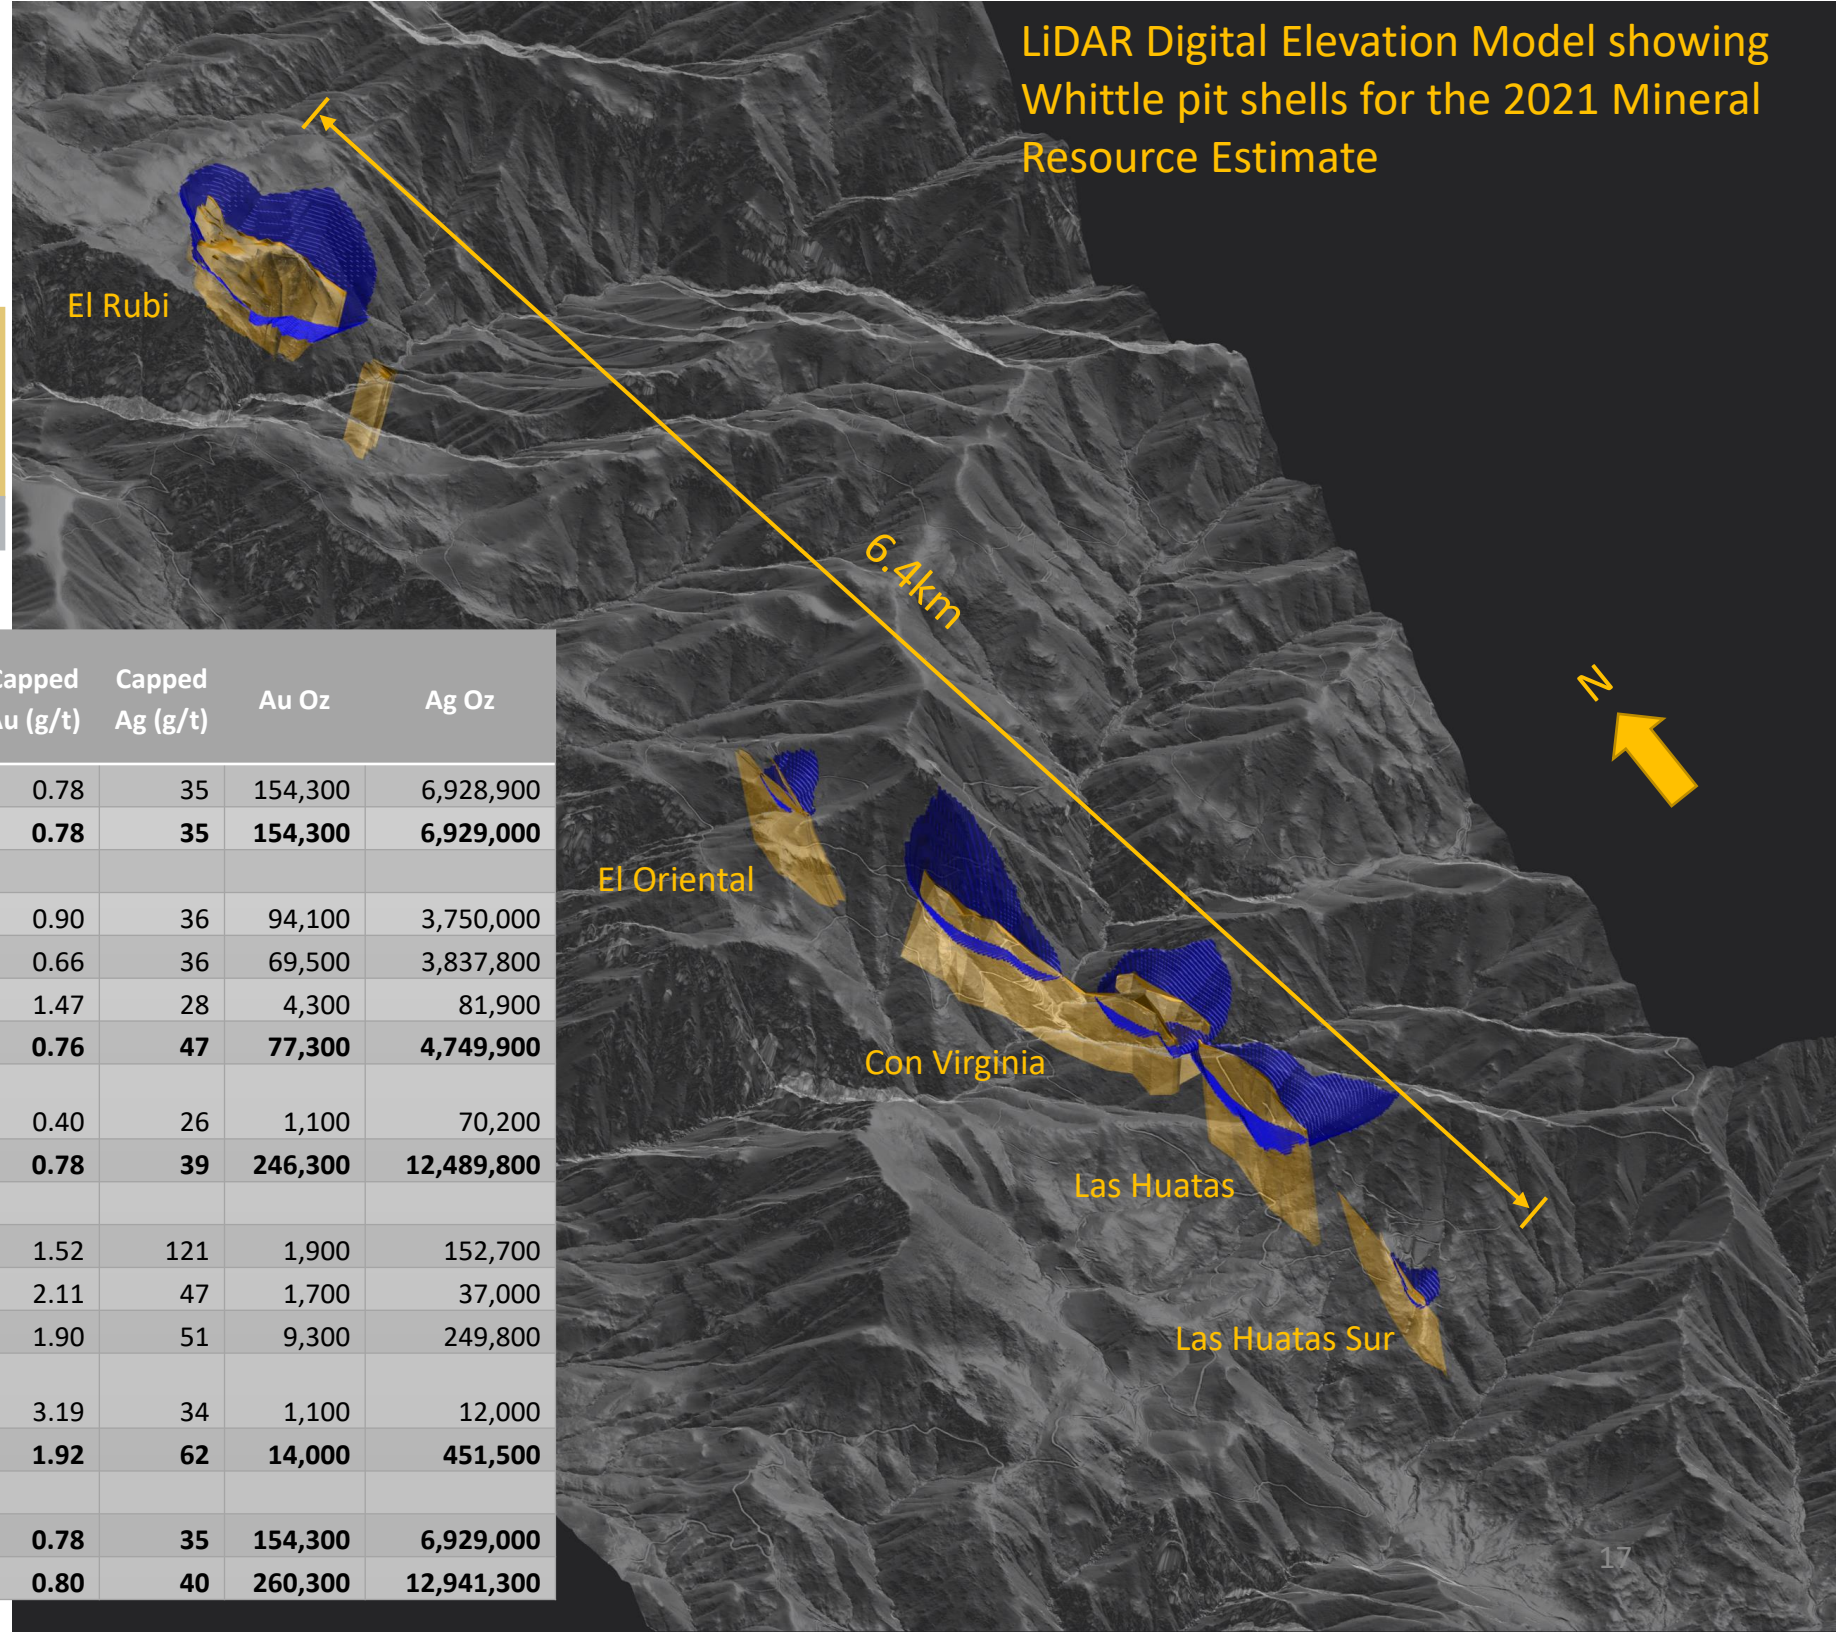 LiDAR Digital Elevation Model showing
Whittle pit shells for the 2021 Mineral
Resource Estimate
El Rubi
6.4km
N
Capped Ag (g/t) Au Oz Ag Oz
0.78 35 154,300 6,928,900
0.78 35 154,300 6,929,000
0.90 36 94,100 3,750,000
0.66 36 69,500 3,837,800
1.47 28 4,300 81,900
0.76 47 77,300 4,749,900
0.40 26 1,100 70,200
0.78 39 246,300 12,489,800
1.52 121 1,900 152,700
2.11 47 1,700 37,000
1.90 51 9,300 249,800
3.19 34 1,100 12,000
1.92 62 14,000 451,500
0.78 35 154,300 6,929,000
0.80 40 260,300 12,941,300
El Oriental
Con Virginia
Las Huatas
Las Huatas Sur
17